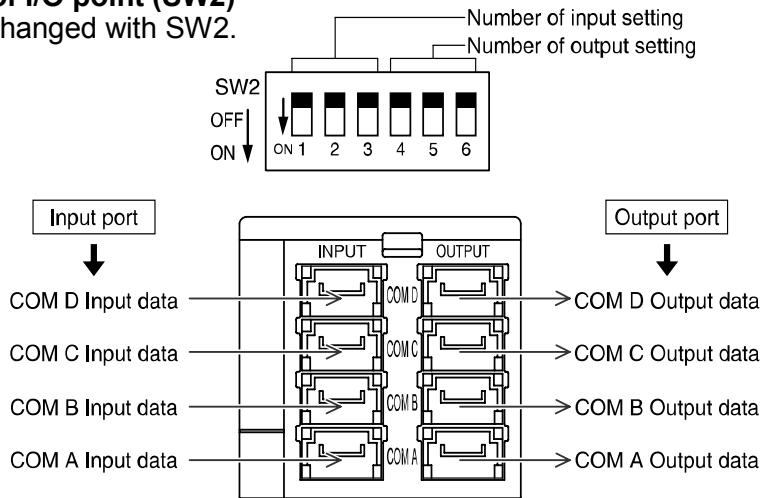 I/O point (SW2)
hanged with SW2.
Number of input setting
Number of output setting
SW2
OFF
ON
ON 1 2 3 4 5 6
Input port
Output port
INPUT
OUTPUT
COM D Input data
COM D
COM D Output data
COM C Input data
COM C
COM C Output data
COM B Input data
COM B
COM B Output data
COM A Input data
COM A
COM A Output data